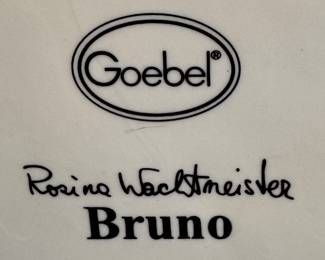 Goebel®
Rosina Wachtmeister
Bruno